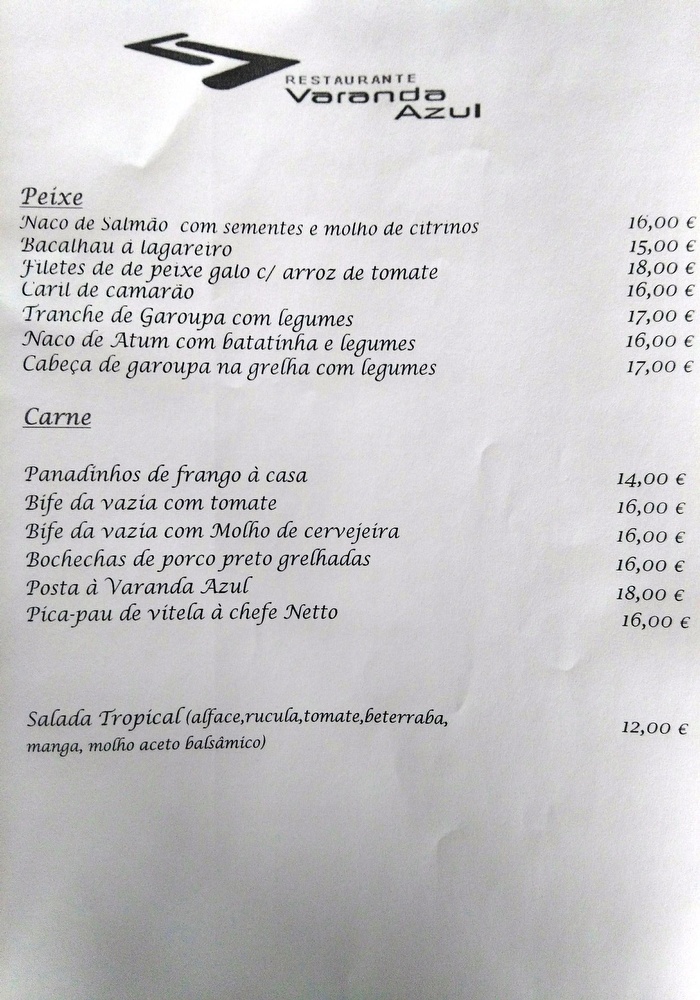 RESTAURANTE
Varanda
Azul
Peixe
Naco de Salmão com sementes e molho de citrinos 16,00 €
Bacalhau á lagareiro 15,00 €
Filetes de de peixe galo c/ arroz de tomate 18,00 €
Caril de camarão 16,00 €
Tranche de Garoupa com legumes 17,00 €
Naco de Atum com batatinha e legumes 16,00 €
Cabeça de garoupa na grelha com legumes 17,00 €
Carne
Panadinhos de frango à casa 14,00 €
Bife da vazia com tomate 16,00 €
Bife da vazia com Molho de cervejeira 16,00 €
Bochechas de porco preto grelhadas 16,00 €
Posta à Varanda Azul 18,00 €
Pica-pau de vitela à chefe Netto 16,00 €
Salada Tropical (alface,rucula,tomate,beterraba, 12,00 €
manga, molho aceto balsâmico)